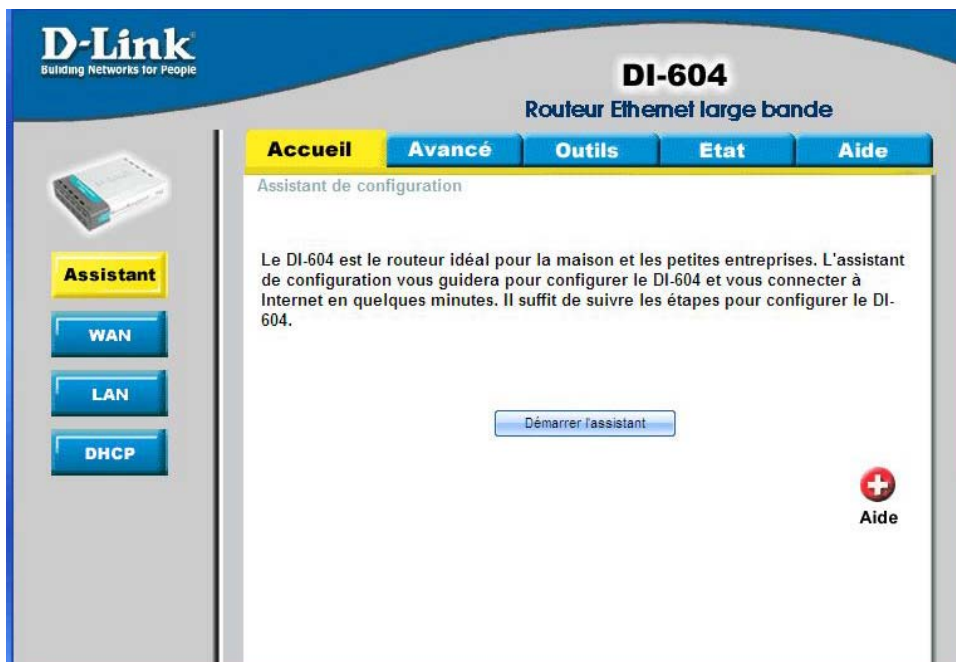 D-Link
Building Networks for People
DI-604
Routeur Ethernet large bande
Accueil
Avancé
Outils
Etat
Aide
Assistant
WAN
LAN
DHCP
Assistant de configuration
Le DI-604 est le routeur idéal pour la maison et les petites entreprises. L'assistant
de configuration vous guidera pour configurer le DI-604 et vous connecter à
Internet en quelques minutes. Il suffit de suivre les étapes pour configurer le DI-
604.
Démarrer l'assistant
Aide